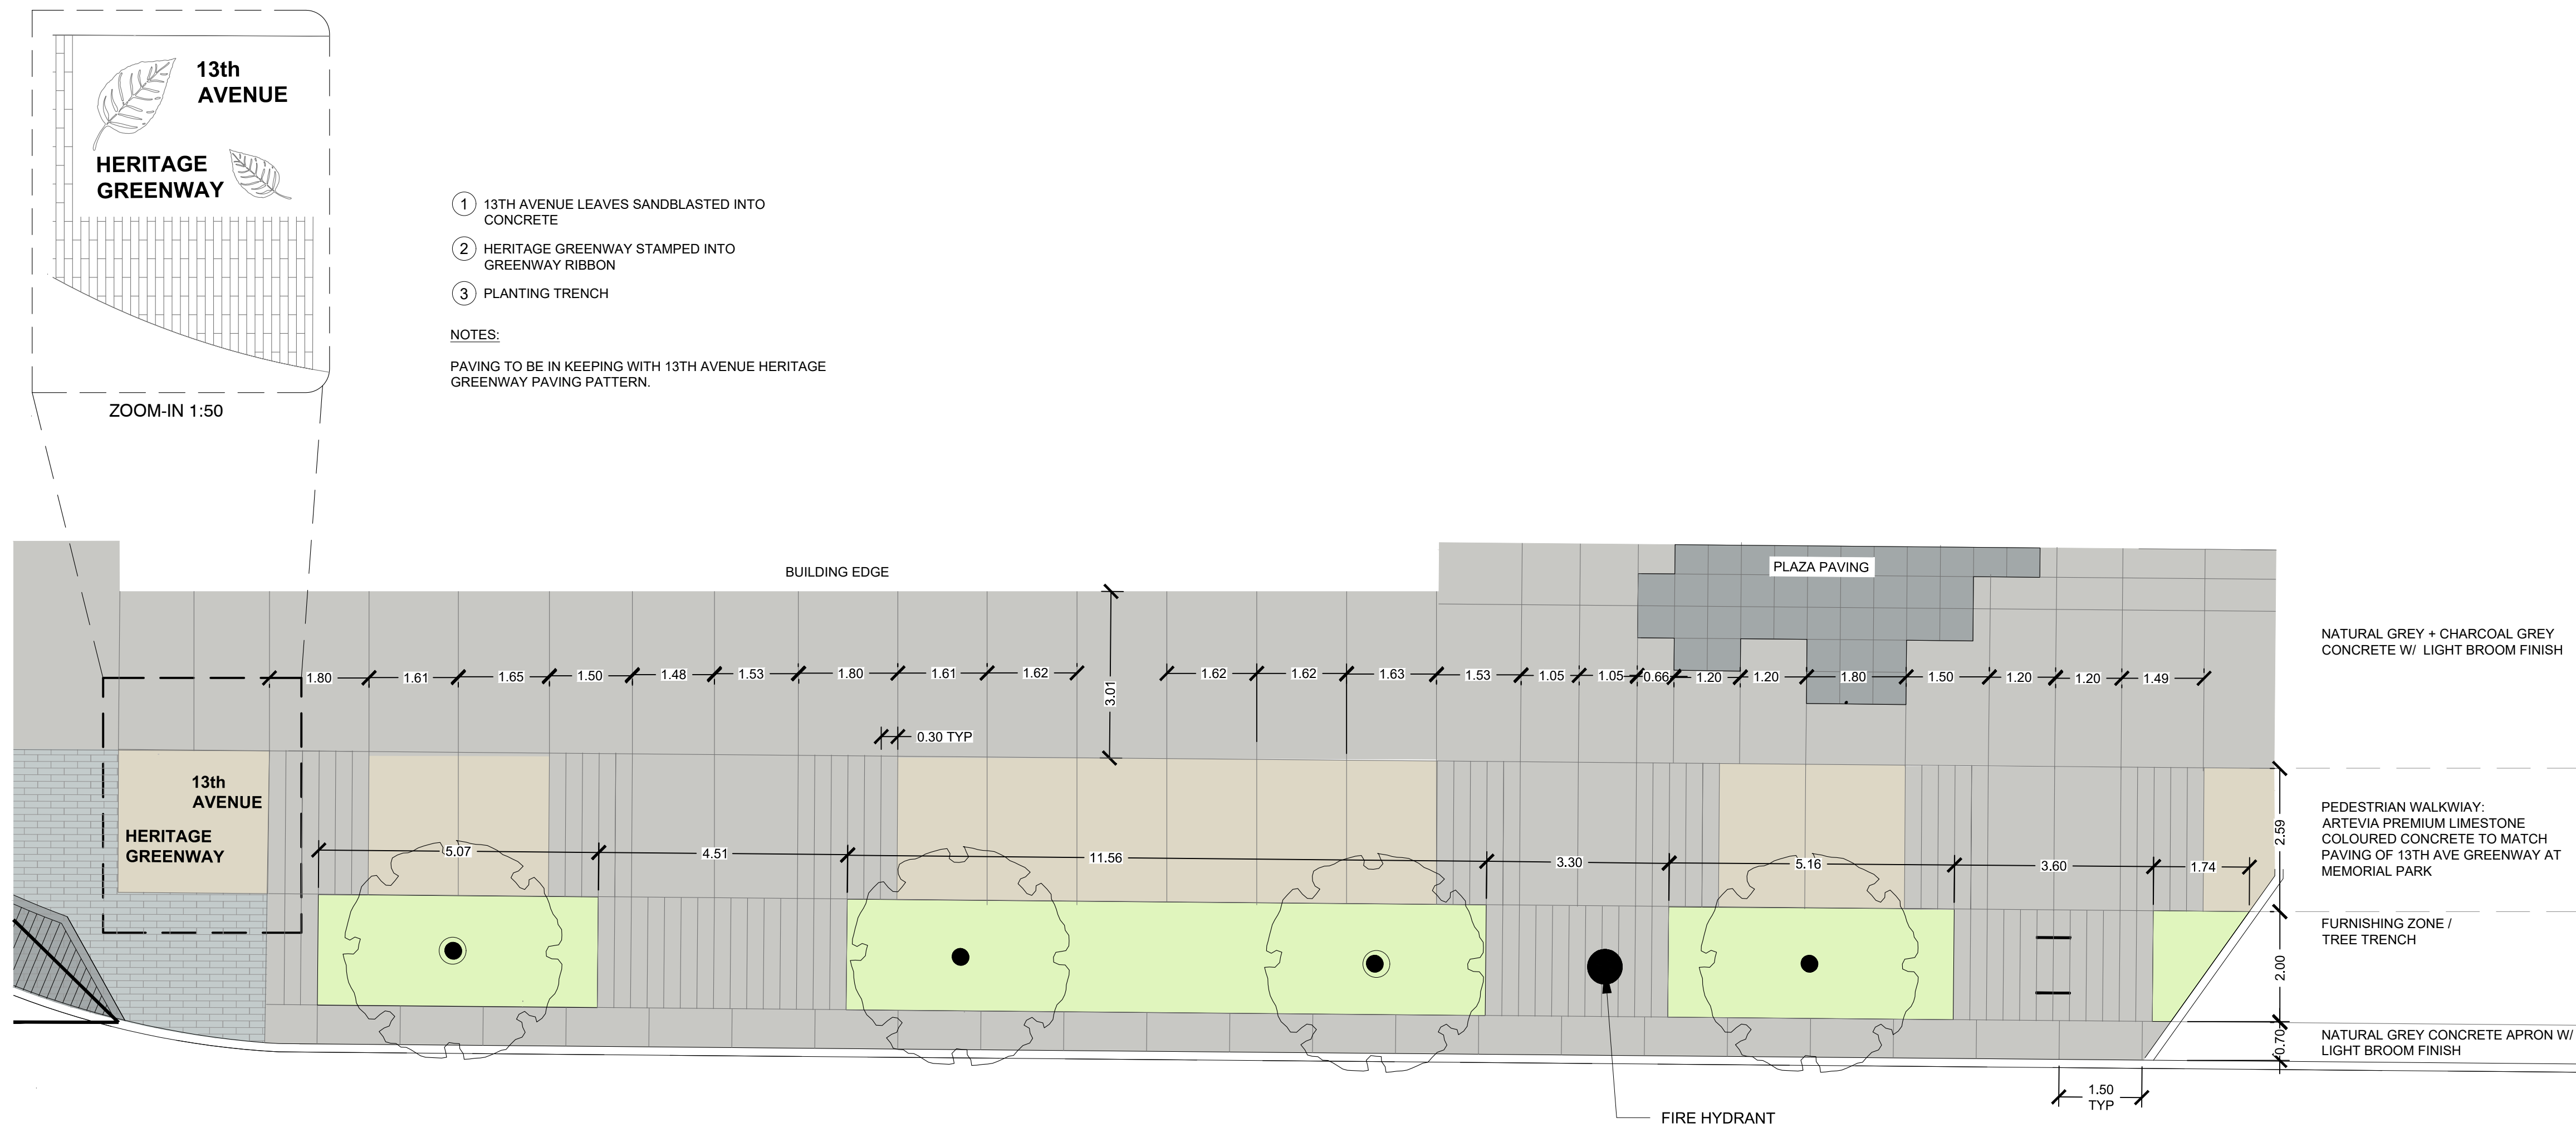 13th
AVENUE
HERITAGE
GREENWAY
ZOOM-IN 1:50
1 13TH AVENUE LEAVES SANDBLASTED INTO
CONCRETE
2 HERITAGE GREENWAY STAMPED INTO
GREENWAY RIBBON
3 PLANTING TRENCH
NOTES:
PAVING TO BE IN KEEPING WITH 13TH AVENUE HERITAGE
GREENWAY PAVING PATTERN.
BUILDING EDGE
PLAZA PAVING
NATURAL GREY + CHARCOAL GREY
CONCRETE W/ LIGHT BROOM FINISH
1.80 1.61 1.65 1.50 1.48 1.53 1.80 1.61 1.62 1.62 1.62 1.63 1.53 1.05 1.05 0.66 1.20 1.20 1.80 1.50 1.20 1.20 1.49
3.01
0.30 TYP
13th
AVENUE
HERITAGE
GREENWAY
5.07 4.51 11.56 3.30 5.16 3.60 1.74
2.59
PEDESTRIAN WALKWIAY:
ARTEVIA PREMIUM LIMESTONE
COLOURED CONCRETE TO MATCH
PAVING OF 13TH AVE GREENWAY AT
MEMORIAL PARK
2.00
FURNISHING ZONE /
TREE TRENCH
0.70
NATURAL GREY CONCRETE APRON W/
LIGHT BROOM FINISH
1.50
TYP
FIRE HYDRANT